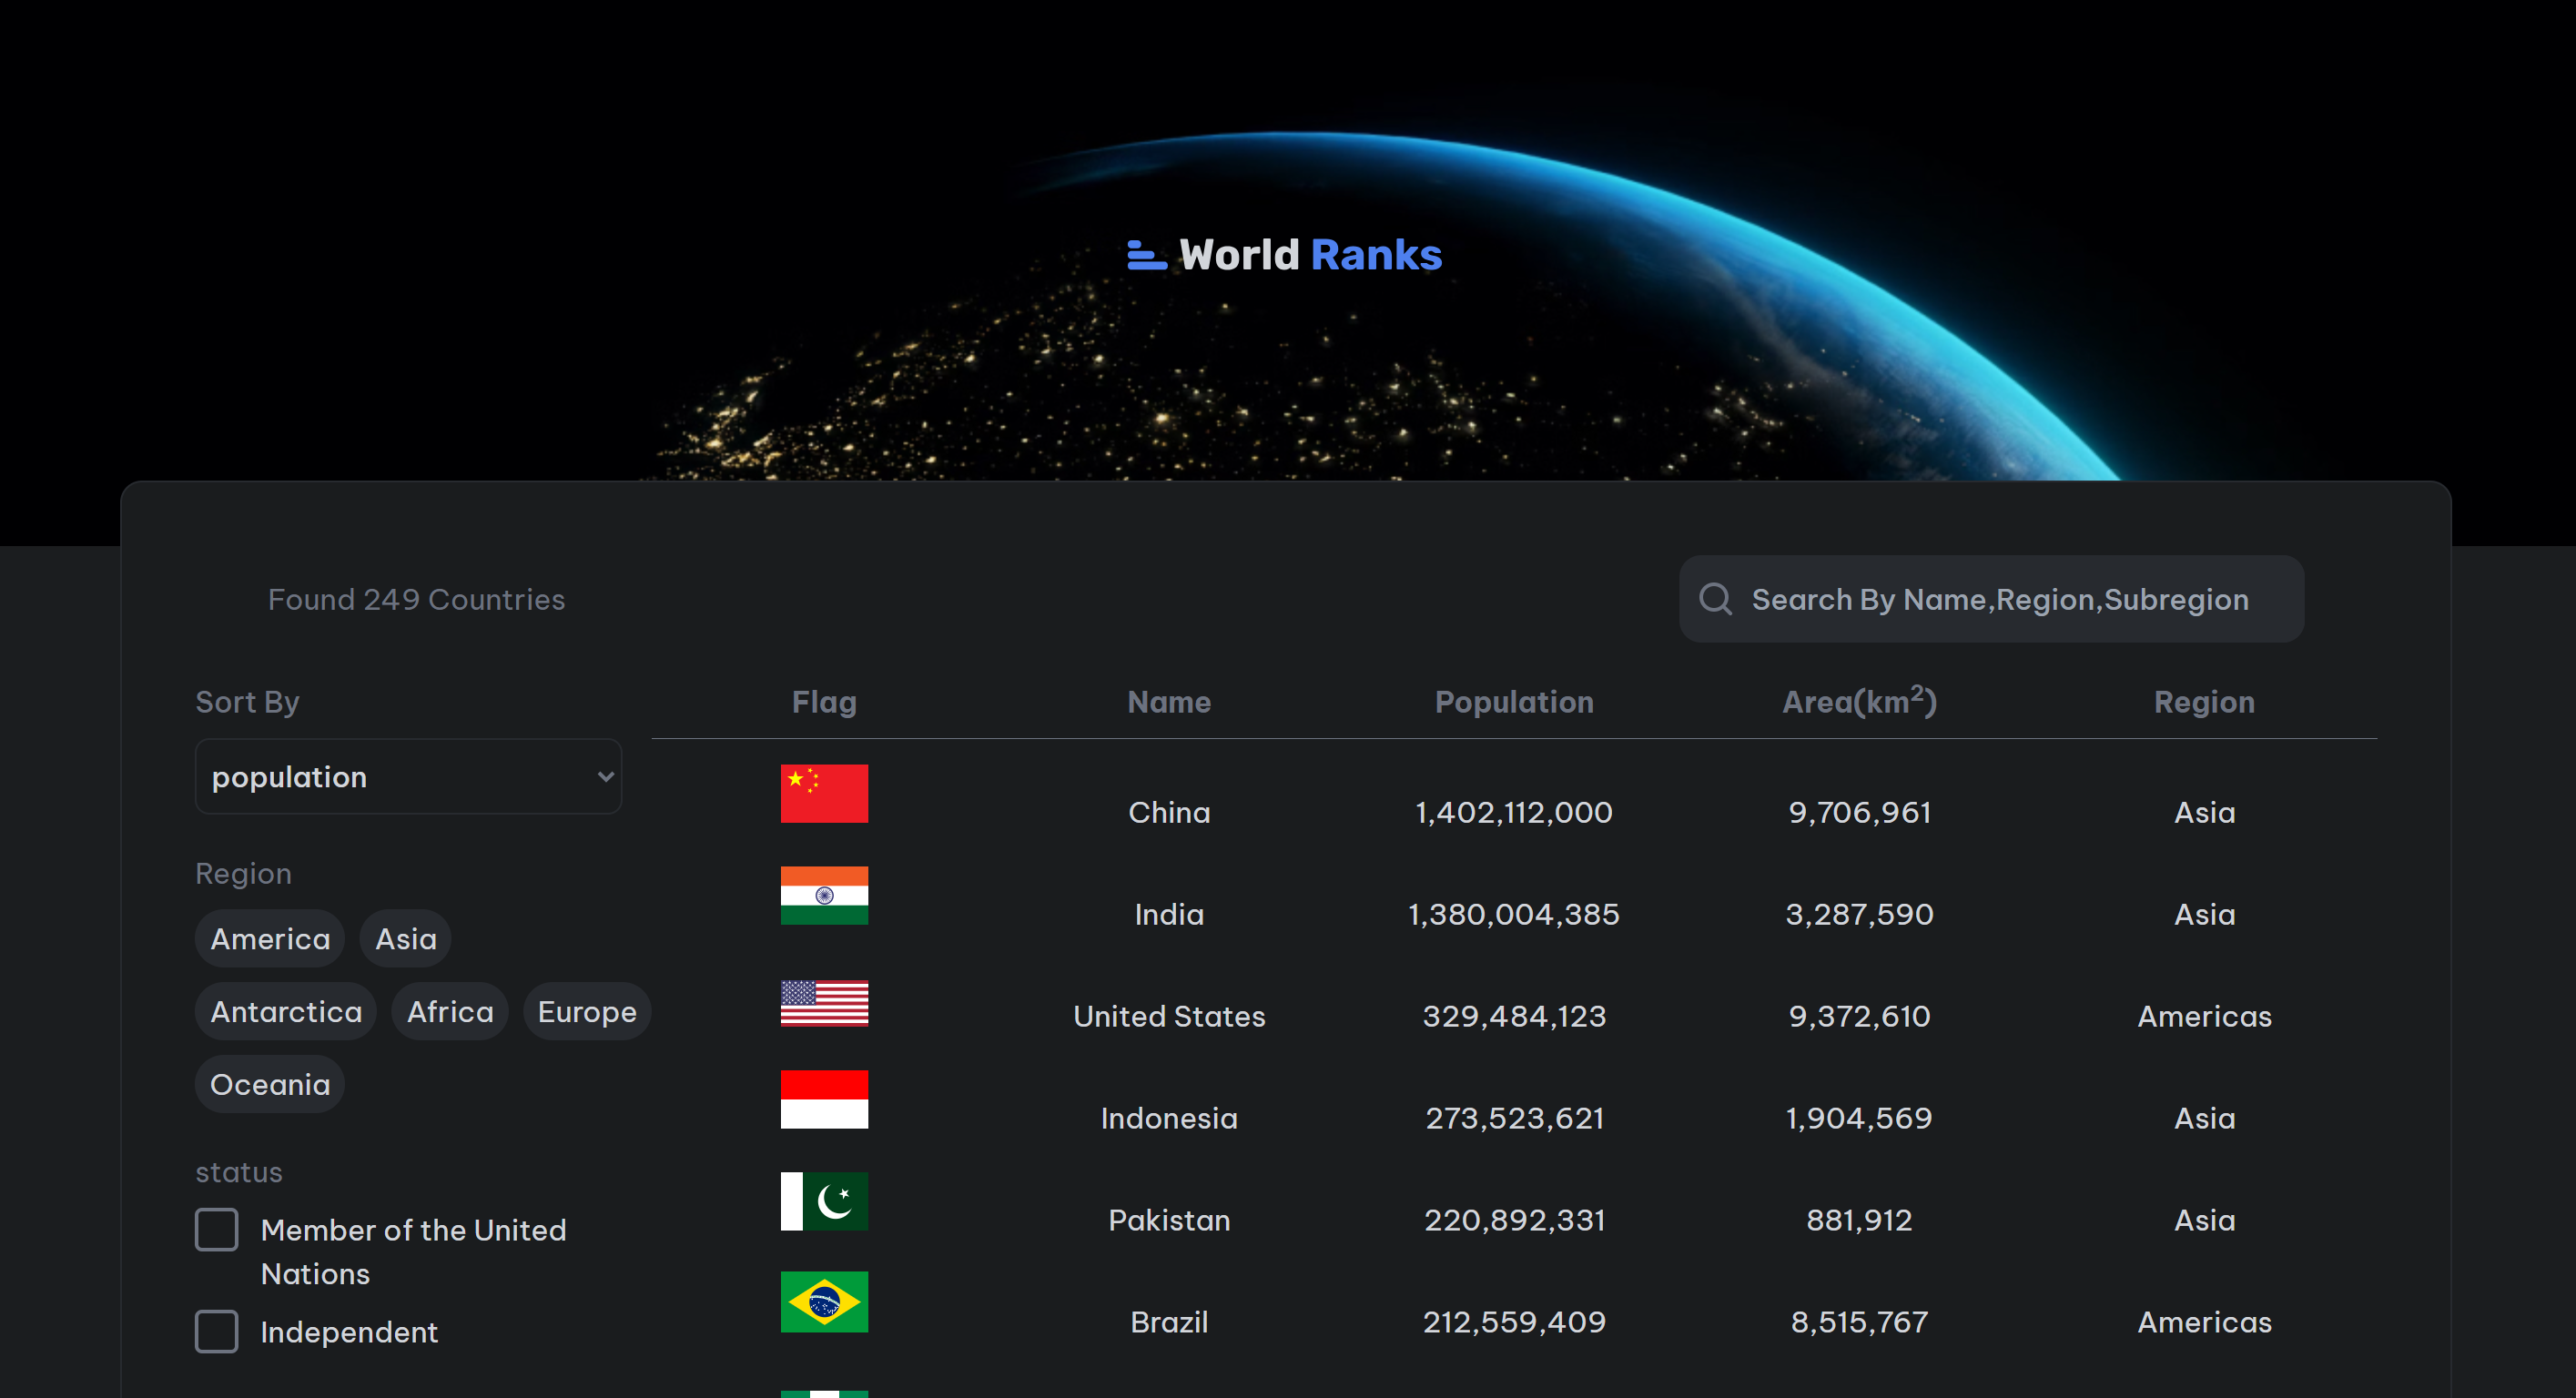 World Ranks
Found 249 Countries
Search By Name,Region,Subregion
Sort By
population
Region
America Asia
Antarctica Africa Europe
Oceania
status
Member of the United
Nations
Independent
Flag Name Population Area(km²) Region
China 1,402,112,000 9,706,961 Asia
India 1,380,004,385 3,287,590 Asia
United States 329,484,123 9,372,610 Americas
Indonesia 273,523,621 1,904,569 Asia
Pakistan 220,892,331 881,912 Asia
Brazil 212,559,409 8,515,767 Americas